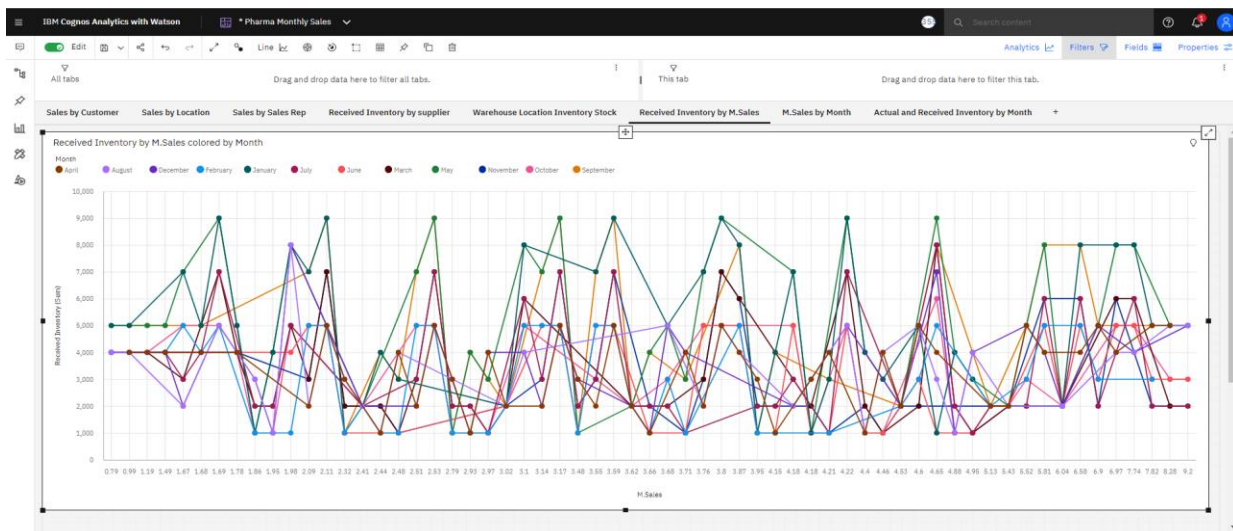 IBM Cognos Analytics with Watson
* Pharma Monthly Sales
Search content
1
Edit
Line
Analytics
Filters
Fields
Properties
All tabs
Drag and drop data here to filter all tabs.
This tab
Drag and drop data here to filter this tab.
Sales by Customer
Sales by Location
Sales by Sales Rep
Received Inventory by supplier
Warehouse Location Inventory Stock
Received Inventory by M.Sales
M.Sales by Month
Actual and Received Inventory by Month
+
Received Inventory by M.Sales colored by Month
Month
April August December February January July June March May November October September
10,000
9,000
8,000
7,000
6,000
5,000
4,000
3,000
2,000
1,000
0
Received Inventory (Sum)
0.79 0.99 1.19 1.49 1.67 1.68 1.69 1.78 1.86 1.95 1.98 2.09 2.11 2.32 2.41 2.44 2.48 2.51 2.53 2.79 2.93 2.97 3.02 3.1 3.14 3.17 3.48 3.58 3.59 3.62 3.66 3.68 3.71 3.76 3.8 3.87 3.95 4.15 4.18 4.18 4.21 4.22 4.4 4.46 4.53 4.6 4.65 4.88 4.95 5.13 5.43 5.52 5.81 6.04 6.58 6.9 6.97 7.74 7.82 8.28 9.2
M.Sales